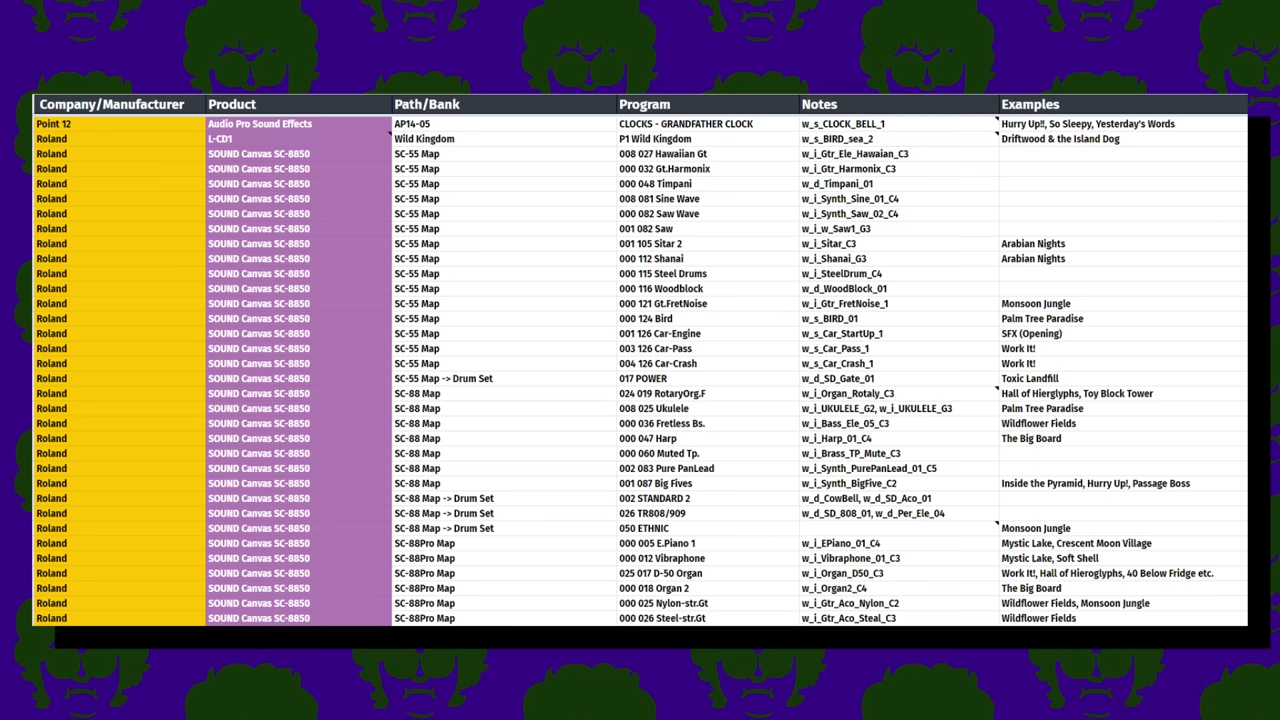 Company/Manufacturer Product Path/Bank Program Notes Examples
Point 12 Audio Pro Sound Effects AP14-05 CLOCKS - GRANDFATHER CLOCK w_s_CLOCK_BELL_1 Hurry Up!!, So Sleepy, Yesterday's Words
Roland L-CD1 Wild Kingdom P1 Wild Kingdom w_s_BIRD_sea_2 Driftwood & the Island Dog
Roland SOUND Canvas SC-8850 SC-55 Map 008 027 Hawaiian Gt w_i_Gtr_Ele_Hawaiian_C3
Roland SOUND Canvas SC-8850 SC-55 Map 000 032 Gt.Harmonix w_i_Gtr_Harmonix_C3
Roland SOUND Canvas SC-8850 SC-55 Map 000 048 Timpani w_d_Timpani_01
Roland SOUND Canvas SC-8850 SC-55 Map 008 081 Sine Wave w_i_Synth_Sine_01_C4
Roland SOUND Canvas SC-8850 SC-55 Map 000 082 Saw Wave w_i_Synth_Saw_02_C4
Roland SOUND Canvas SC-8850 SC-55 Map 001 082 Saw w_i_w_Saw1_G3
Roland SOUND Canvas SC-8850 SC-55 Map 001 105 Sitar 2 w_i_Sitar_C3 Arabian Nights
Roland SOUND Canvas SC-8850 SC-55 Map 000 112 Shanai w_i_Shanai_G3 Arabian Nights
Roland SOUND Canvas SC-8850 SC-55 Map 000 115 Steel Drums w_i_SteelDrum_C4
Roland SOUND Canvas SC-8850 SC-55 Map 000 116 Woodblock w_d_WoodBlock_01
Roland SOUND Canvas SC-8850 SC-55 Map 000 121 Gt.FretNoise w_i_Gtr_FretNoise_1 Monsoon Jungle
Roland SOUND Canvas SC-8850 SC-55 Map 000 124 Bird w_s_BIRD_01 Palm Tree Paradise
Roland SOUND Canvas SC-8850 SC-55 Map 001 126 Car-Engine w_s_Car_StartUp_1 SFX (Opening)
Roland SOUND Canvas SC-8850 SC-55 Map 003 126 Car-Pass w_s_Car_Pass_1 Work It!
Roland SOUND Canvas SC-8850 SC-55 Map 004 126 Car-Crash w_s_Car_Crash_1 Work It!
Roland SOUND Canvas SC-8850 SC-55 Map -> Drum Set 017 POWER w_d_SD_Gate_01 Toxic Landfill
Roland SOUND Canvas SC-8850 SC-88 Map 024 019 RotaryOrg.F w_i_Organ_Rotaly_C3 Hall of Hierglyphs, Toy Block Tower
Roland SOUND Canvas SC-8850 SC-88 Map 008 025 Ukulele w_i_UKULELE_G2, w_i_UKULELE_G3 Palm Tree Paradise
Roland SOUND Canvas SC-8850 SC-88 Map 000 036 Fretless Bs. w_i_Bass_Ele_05_C3 Wildflower Fields
Roland SOUND Canvas SC-8850 SC-88 Map 000 047 Harp w_i_Harp_01_C4 The Big Board
Roland SOUND Canvas SC-8850 SC-88 Map 000 060 Muted Tp. w_i_Brass_TP_Mute_C3
Roland SOUND Canvas SC-8850 SC-88 Map 002 083 Pure PanLead w_i_Synth_PurePanLead_01_C5
Roland SOUND Canvas SC-8850 SC-88 Map 001 087 Big Fives w_i_Synth_BigFive_C2 Inside the Pyramid, Hurry Up!, Passage Boss
Roland SOUND Canvas SC-8850 SC-88 Map -> Drum Set 002 STANDARD 2 w_d_CowBell, w_d_SD_Aco_01
Roland SOUND Canvas SC-8850 SC-88 Map -> Drum Set 026 TR808/909 w_d_SD_808_01, w_d_Per_Ele_04
Roland SOUND Canvas SC-8850 SC-88 Map -> Drum Set 050 ETHNIC Monsoon Jungle
Roland SOUND Canvas SC-8850 SC-88Pro Map 000 005 E.Piano 1 w_i_EPiano_01_C4 Mystic Lake, Crescent Moon Village
Roland SOUND Canvas SC-8850 SC-88Pro Map 000 012 Vibraphone w_i_Vibraphone_01_C3 Mystic Lake, Soft Shell
Roland SOUND Canvas SC-8850 SC-88Pro Map 025 017 D-50 Organ w_i_Organ_D50_C3 Work It!, Hall of Hieroglyphs, 40 Below Fridge etc.
Roland SOUND Canvas SC-8850 SC-88Pro Map 000 018 Organ 2 w_i_Organ2_C4 The Big Board
Roland SOUND Canvas SC-8850 SC-88Pro Map 000 025 Nylon-str.Gt w_i_Gtr_Aco_Nylon_C2 Wildflower Fields, Monsoon Jungle
Roland SOUND Canvas SC-8850 SC-88Pro Map 000 026 Steel-str.Gt w_i_Gtr_Aco_Steal_C3 Wildflower Fields